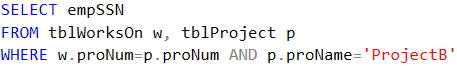 SELECT empSSN
FROM tblWorksOn w, tblProject p
WHERE w.proNum=p.proNum AND p.proName='ProjectB'